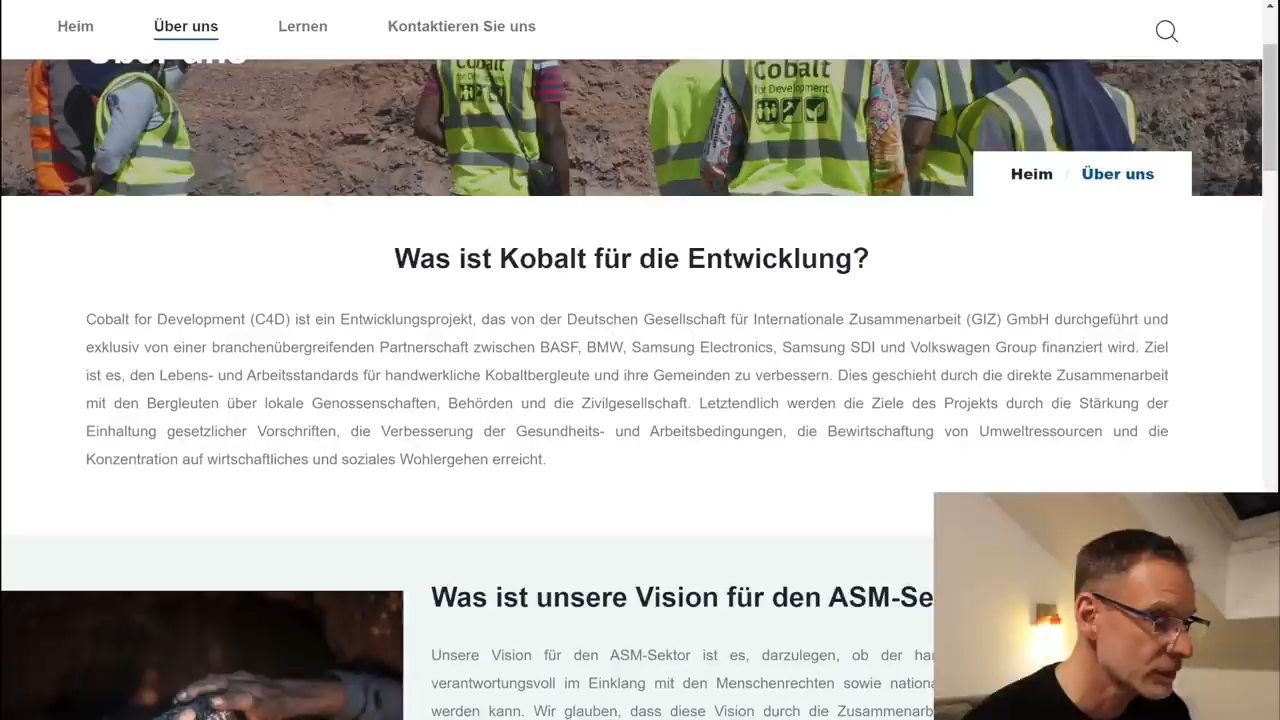 Heim Über uns Lernen Kontaktieren Sie uns
Über uns
Cobalt
for Development
Cobalt
for Development
Heim / Über uns
Was ist Kobalt für die Entwicklung?
Cobalt for Development (C4D) ist ein Entwicklungsprojekt, das von der Deutschen Gesellschaft für Internationale Zusammenarbeit (GIZ) GmbH durchgeführt und
exklusiv von einer branchenübergreifenden Partnerschaft zwischen BASF, BMW, Samsung Electronics, Samsung SDI und Volkswagen Group finanziert wird. Ziel
ist es, den Lebens- und Arbeitsstandards für handwerkliche Kobaltbergleute und ihre Gemeinden zu verbessern. Dies geschieht durch die direkte Zusammenarbeit
mit den Bergleuten über lokale Genossenschaften, Behörden und die Zivilgesellschaft. Letztendlich werden die Ziele des Projekts durch die Stärkung der
Einhaltung gesetzlicher Vorschriften, die Verbesserung der Gesundheits- und Arbeitsbedingungen, die Bewirtschaftung von Umweltressourcen und die
Konzentration auf wirtschaftliches und soziales Wohlergehen erreicht.
Was ist unsere Vision für den ASM-Se
Unsere Vision für den ASM-Sektor ist es, darzulegen, ob der ha
verantwortungsvoll im Einklang mit den Menschenrechten sowie nationa
werden kann. Wir glauben, dass diese Vision durch die Zusammenarb